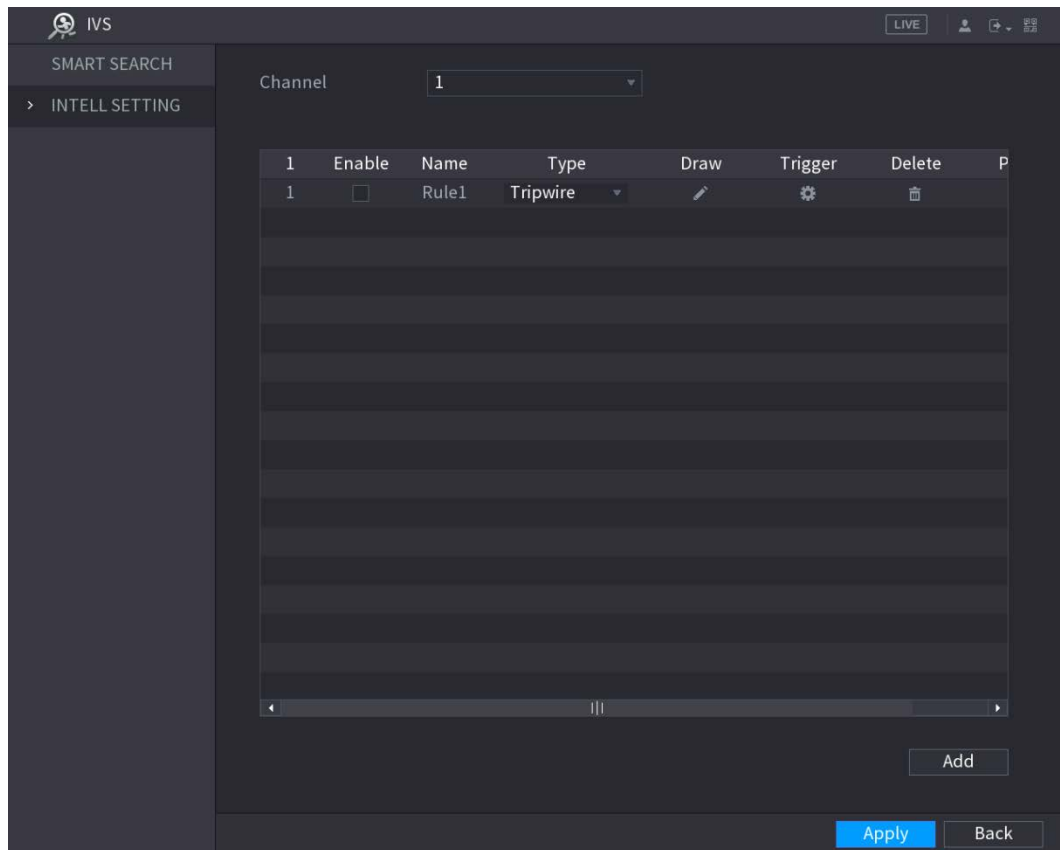 IVS LIVE
SMART SEARCH
Channel 1
INTELL SETTING
1 Enable Name Type Draw Trigger Delete P
1 Rule1 Tripwire
Add
Apply Back